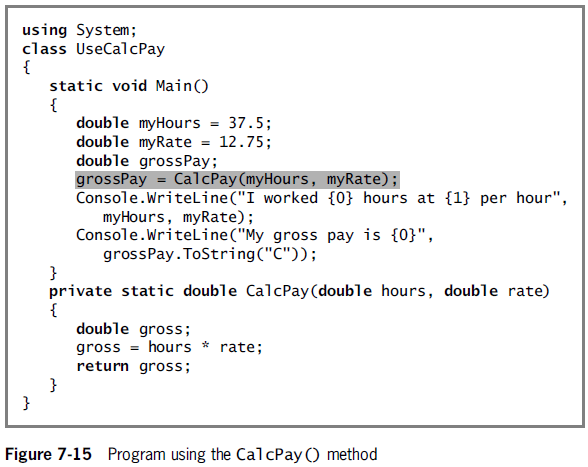 using System;
class UseCalcPay
{
   static void Main()
   {
      double myHours = 37.5;
      double myRate = 12.75;
      double grossPay;
      grossPay = CalcPay(myHours, myRate);
      Console.WriteLine("I worked {0} hours at {1} per hour",
         myHours, myRate);
      Console.WriteLine("My gross pay is {0}",
         grossPay.ToString("C"));
   }
   private static double CalcPay(double hours, double rate)
   {
      double gross;
      gross = hours * rate;
      return gross;
   }
}
Figure 7-15 Program using the CalcPay() method